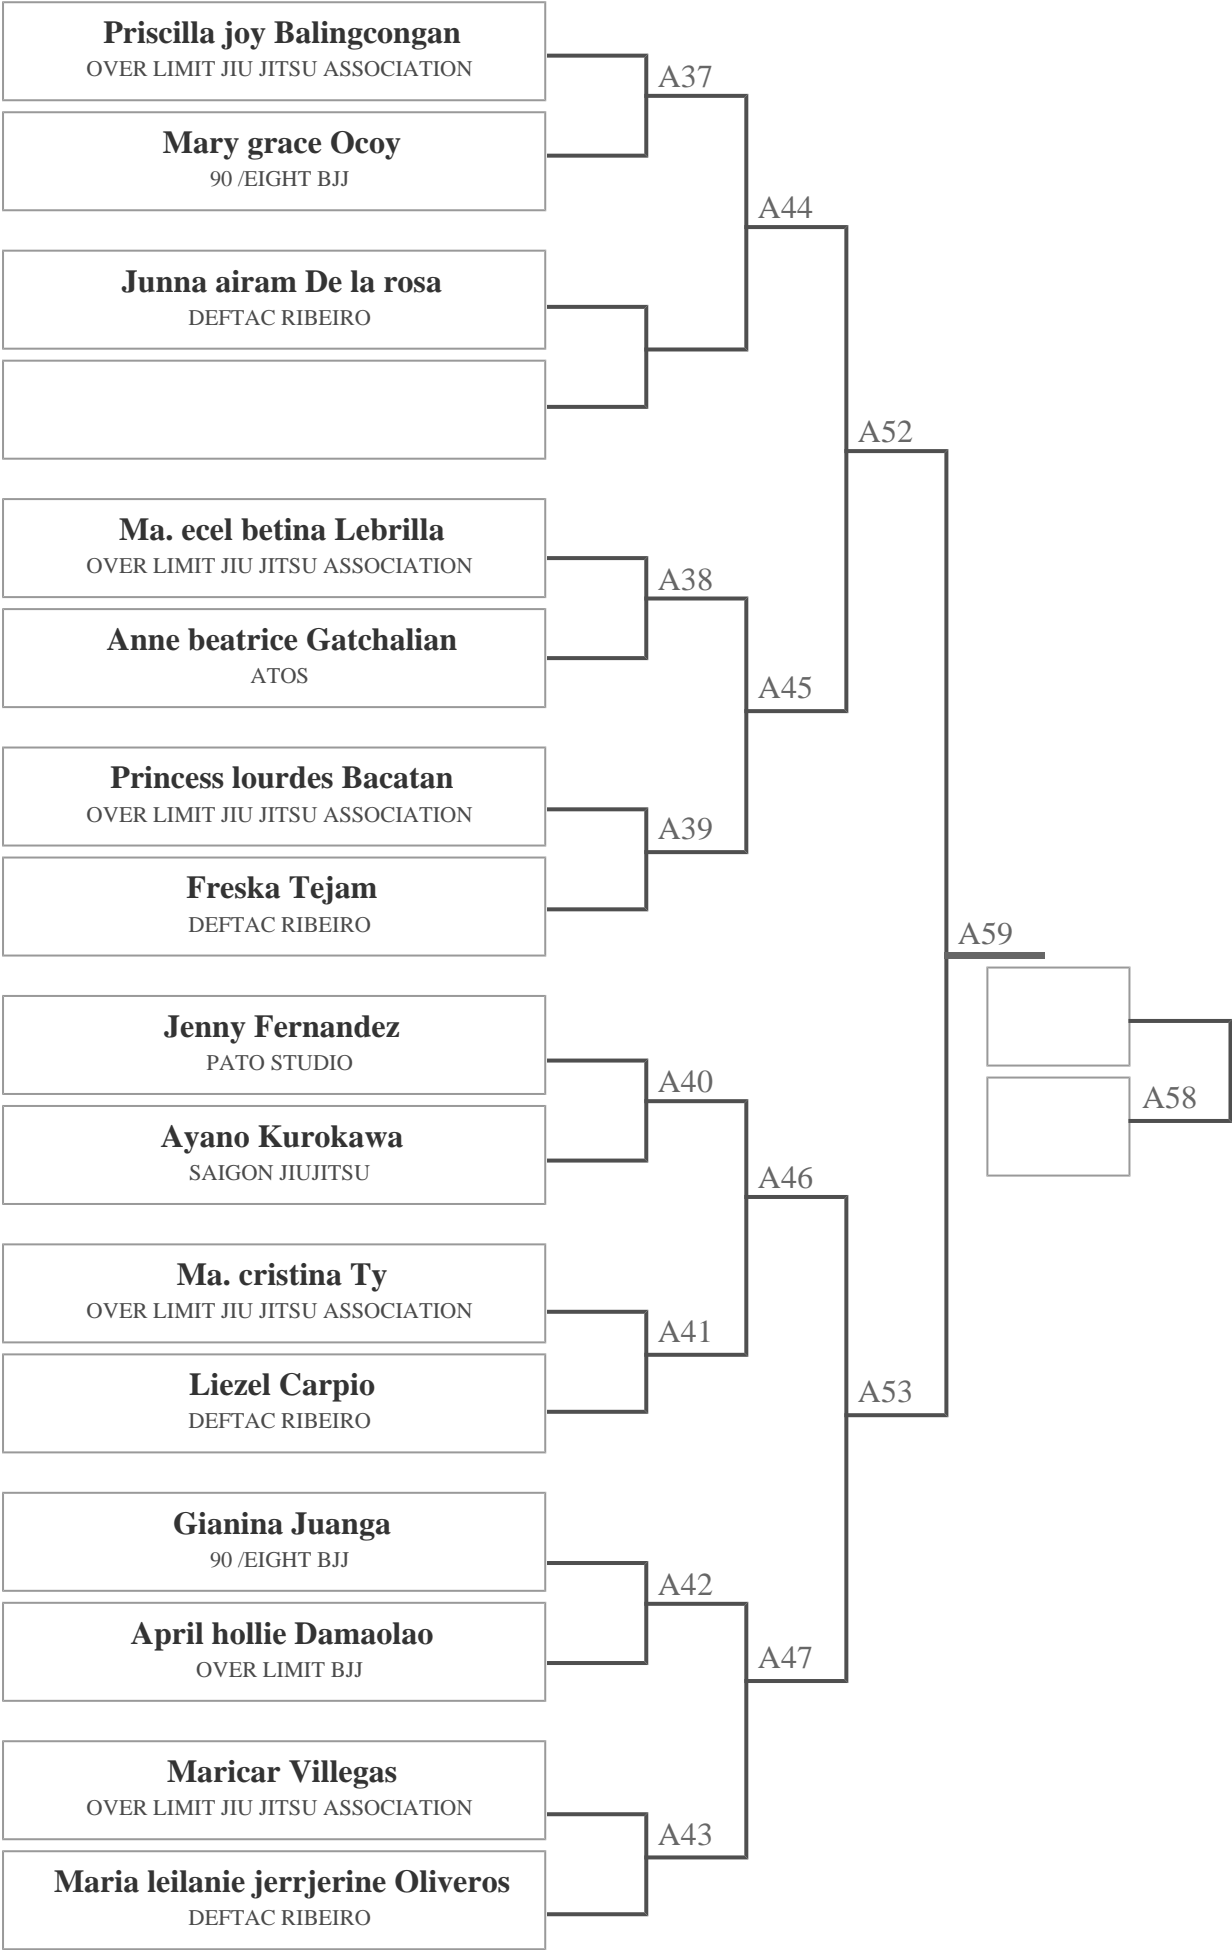 Priscilla joy Balingcongan
OVER LIMIT JIU JITSU ASSOCIATION
A37
Mary grace Ocoy
90 /EIGHT BJJ
A44
Junna airam De la rosa
DEFTAC RIBEIRO
A52
Ma. ecel betina Lebrilla
OVER LIMIT JIU JITSU ASSOCIATION
A38
Anne beatrice Gatchalian
ATOS
A45
Princess lourdes Bacatan
OVER LIMIT JIU JITSU ASSOCIATION
A39
Freska Tejam
DEFTAC RIBEIRO
A59
Jenny Fernandez
PATO STUDIO
A40
A58
Ayano Kurokawa
SAIGON JIUJITSU
A46
Ma. cristina Ty
OVER LIMIT JIU JITSU ASSOCIATION
A41
Liezel Carpio
DEFTAC RIBEIRO
A53
Gianina Juanga
90 /EIGHT BJJ
A42
April hollie Damaolao
OVER LIMIT BJJ
A47
Maricar Villegas
OVER LIMIT JIU JITSU ASSOCIATION
A43
Maria leilanie jerrjerine Oliveros
DEFTAC RIBEIRO